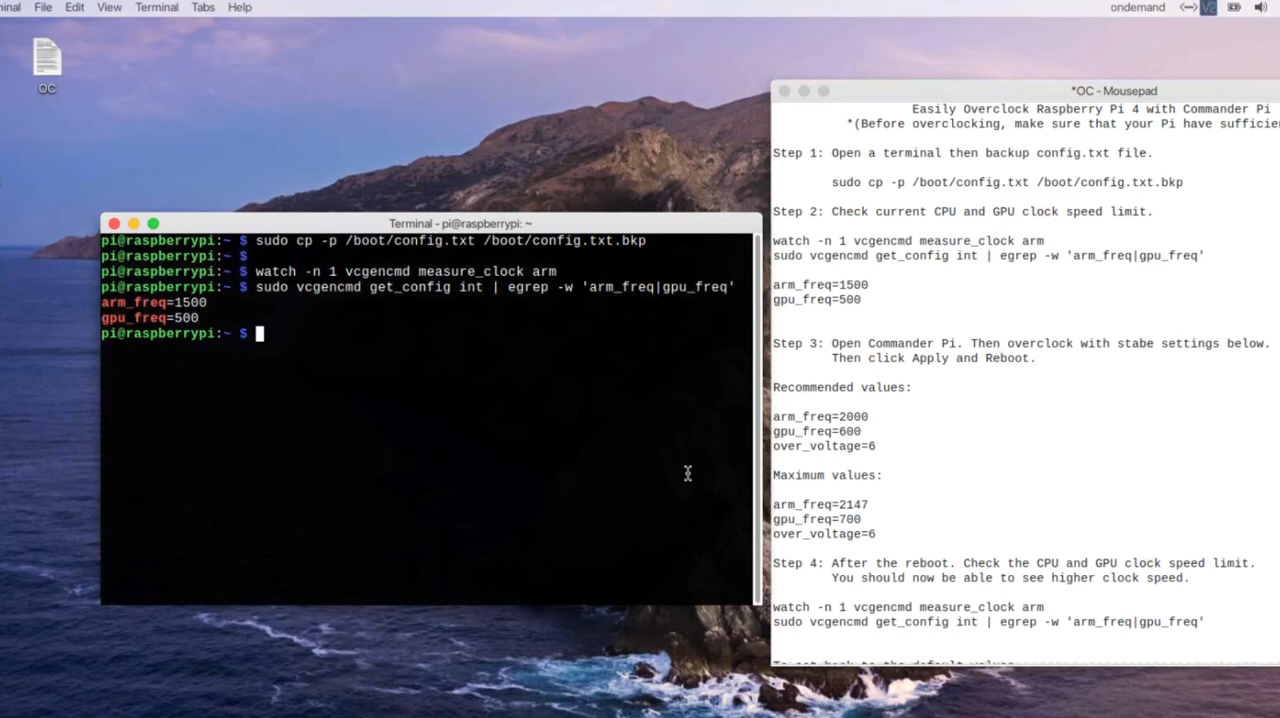 File Edit View Terminal Tabs Help
ondemand
V2
OC
*OC - Mousepad
Easily Overclock Raspberry Pi 4 with Commander Pi
*(Before overclocking, make sure that your Pi have
Step 1: Open a terminal then backup config.txt file.
sudo cp -p /boot/config.txt /boot/config.txt.bkp
Step 2: Check current CPU and GPU clock speed limit.
watch -n 1 vcgencmd measure_clock arm
sudo vcgencmd get_config int | egrep -w 'arm_freq|gpu_freq'
arm_freq=1500
gpu_freq=500
Step 3: Open Commander Pi. Then overclock with stabe settings below.
Then click Apply and Reboot.
Recommended values:
arm_freq=2000
gpu_freq=600
over_voltage=6
Maximum values:
arm_freq=2147
gpu_freq=700
over_voltage=6
Step 4: After the reboot. Check the CPU and GPU clock speed limit.
You should now be able to see higher clock speed.
watch -n 1 vcgencmd measure_clock arm
sudo vcgencmd get_config int | egrep -w 'arm_freq|gpu_freq'
Terminal - pi@raspberrypi: ~
pi@raspberrypi:~ $ sudo cp -p /boot/config.txt /boot/config.txt.bkp
pi@raspberrypi:~ $
pi@raspberrypi:~ $ watch -n 1 vcgencmd measure_clock arm
pi@raspberrypi:~ $ sudo vcgencmd get_config int | egrep -w 'arm_freq|gpu_freq'
arm_freq=1500
gpu_freq=500
pi@raspberrypi:~ $